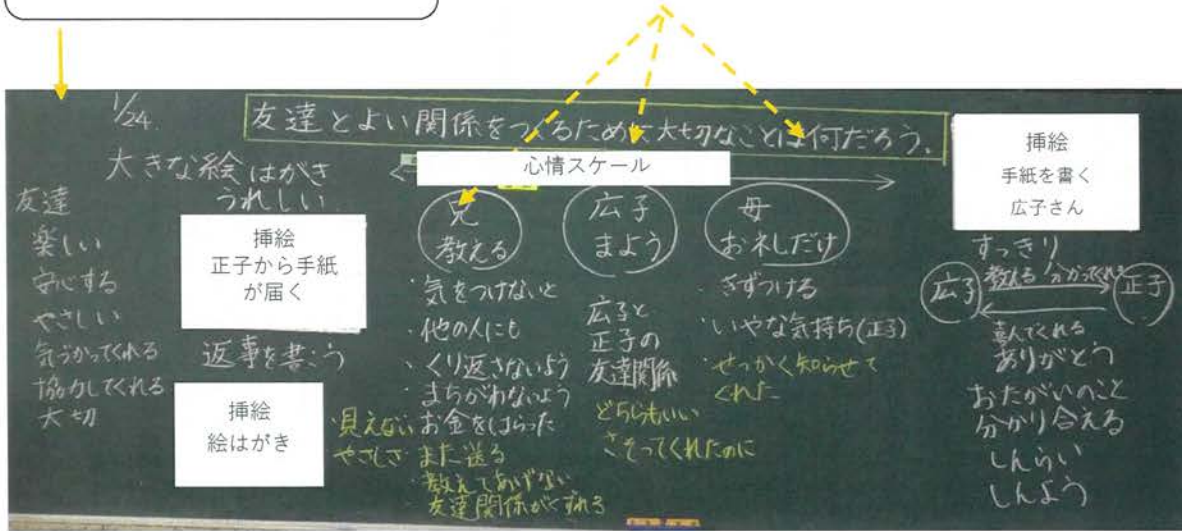 1/24.
友達とよい関係をつくるために大切なことは何だろう。
友達
楽しい
安心する
やさしい
気づかってくれる
協力してくれる
大切
大きな絵はがき
うれしい
挿絵
正子から手紙
が届く
返事を書こう
挿絵
絵はがき
心情スケール
兄
教える
・気をつけないと
・他の人にも
・くり返さないよう
・まちがわないよう
お金をはらった
・見えない
やさしさ
また送る
・教えてあげない
友達関係がくずれる
広子
まよう
広子と
正子の
友達関係
どちらもいい
・さそってくれたのに
母
お礼だけ
きずつける
・いやな気持ち(正子)
・せっかく知らせて
くれた
挿絵
手紙を書く
広子さん
すっきり
広子
教える
分かってくれる
正子
喜んでくれる
ありがとう
おたがいのこと
分かり合える
しんらい
しんよう